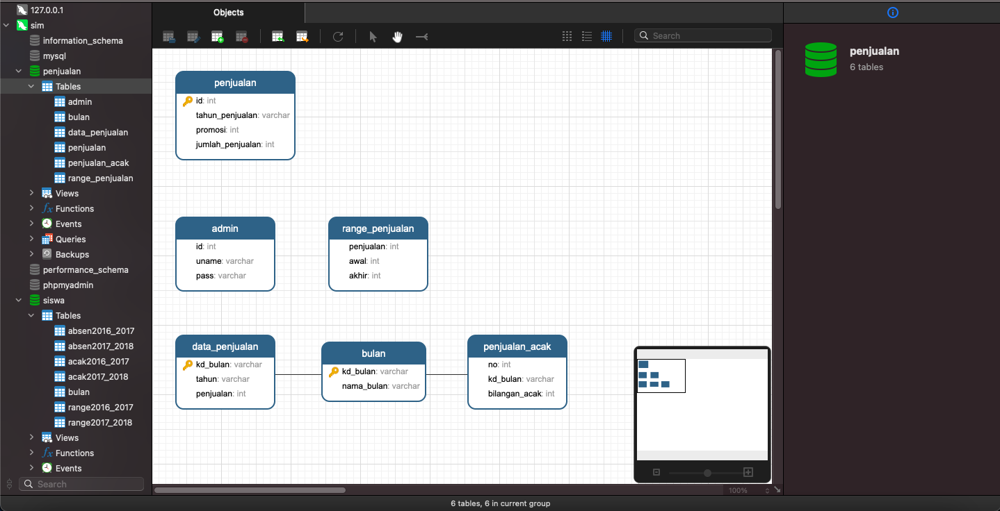 127.0.0.1
sim
information_schema
mysql
penjualan
Tables
admin
bulan
data_penjualan
penjualan
penjualan_acak
range_penjualan
Views
fx Functions
Events
Queries
Backups
performance_schema
phpmyadmin
siswa
Tables
absen2016_2017
absen2017_2018
acak2016_2017
acak2017_2018
bulan
range2016_2017
range2017_2018
Views
fx Functions
Events
Search
Objects
Search
penjualan
id: int
tahun_penjualan: varchar
promosi: int
jumlah_penjualan: int
admin
id: int
uname: varchar
pass: varchar
range_penjualan
penjualan: int
awal: int
akhir: int
data_penjualan
kd_bulan: varchar
tahun: varchar
penjualan: int
bulan
kd_bulan: varchar
nama_bulan: varchar
penjualan_acak
no: int
kd_bulan: varchar
bilangan_acak: int
100%
penjualan
6 tables
6 tables, 6 in current group